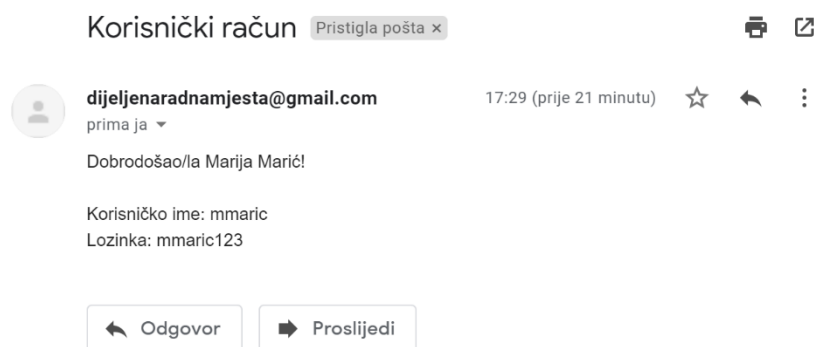 Korisnički račun Pristigla pošta ×
dijeljenaradnamjesta@gmail.com 17:29 (prije 21 minutu)
prima ja
Dobrodošao/la Marija Marić!
Korisničko ime: mmaric
Lozinka: mmaric123
Odgovor Proslijedi